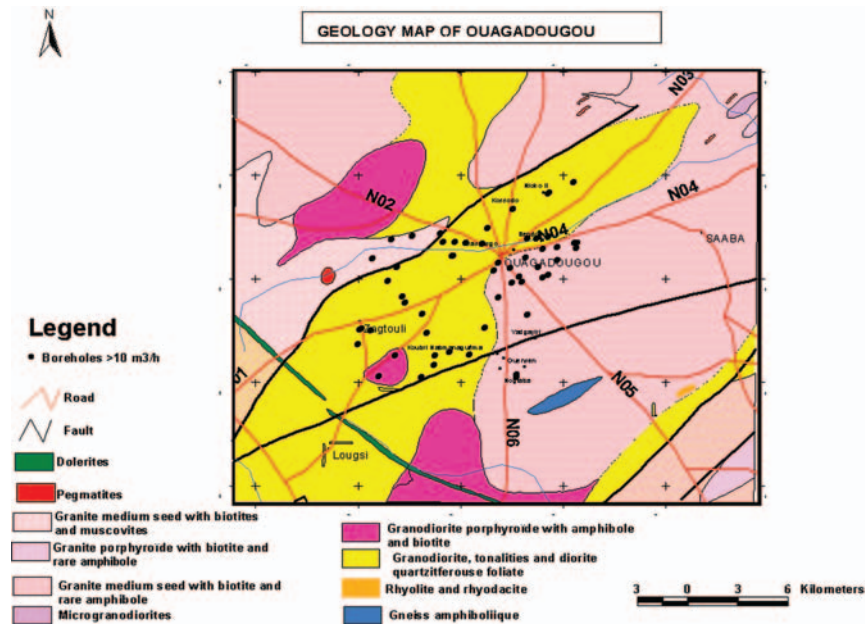 GEOLOGY MAP OF OUAGADOUGOU
N
N03
N02
N04
N04
SAABA
OUAGADOUGOU
Zagtouli
N05
N06
Lougsi
Legend
Boreholes >10 m3/h
Road
Fault
Dolerites
Pegmatites
Granite medium seed with biotites
and muscovites
Granite porphyroïde with biotite and
rare amphibole
Granite medium seed with biotite and
rare amphibole
Microgranodiorites
Granodiorite porphyroïde with amphibole
and biotite
Granodiorite, tonalities and diorite
quartzitferouse foliate
Rhyolite and rhyodacite
Gneiss amphiboliique
3 0 3 6 Kilometers